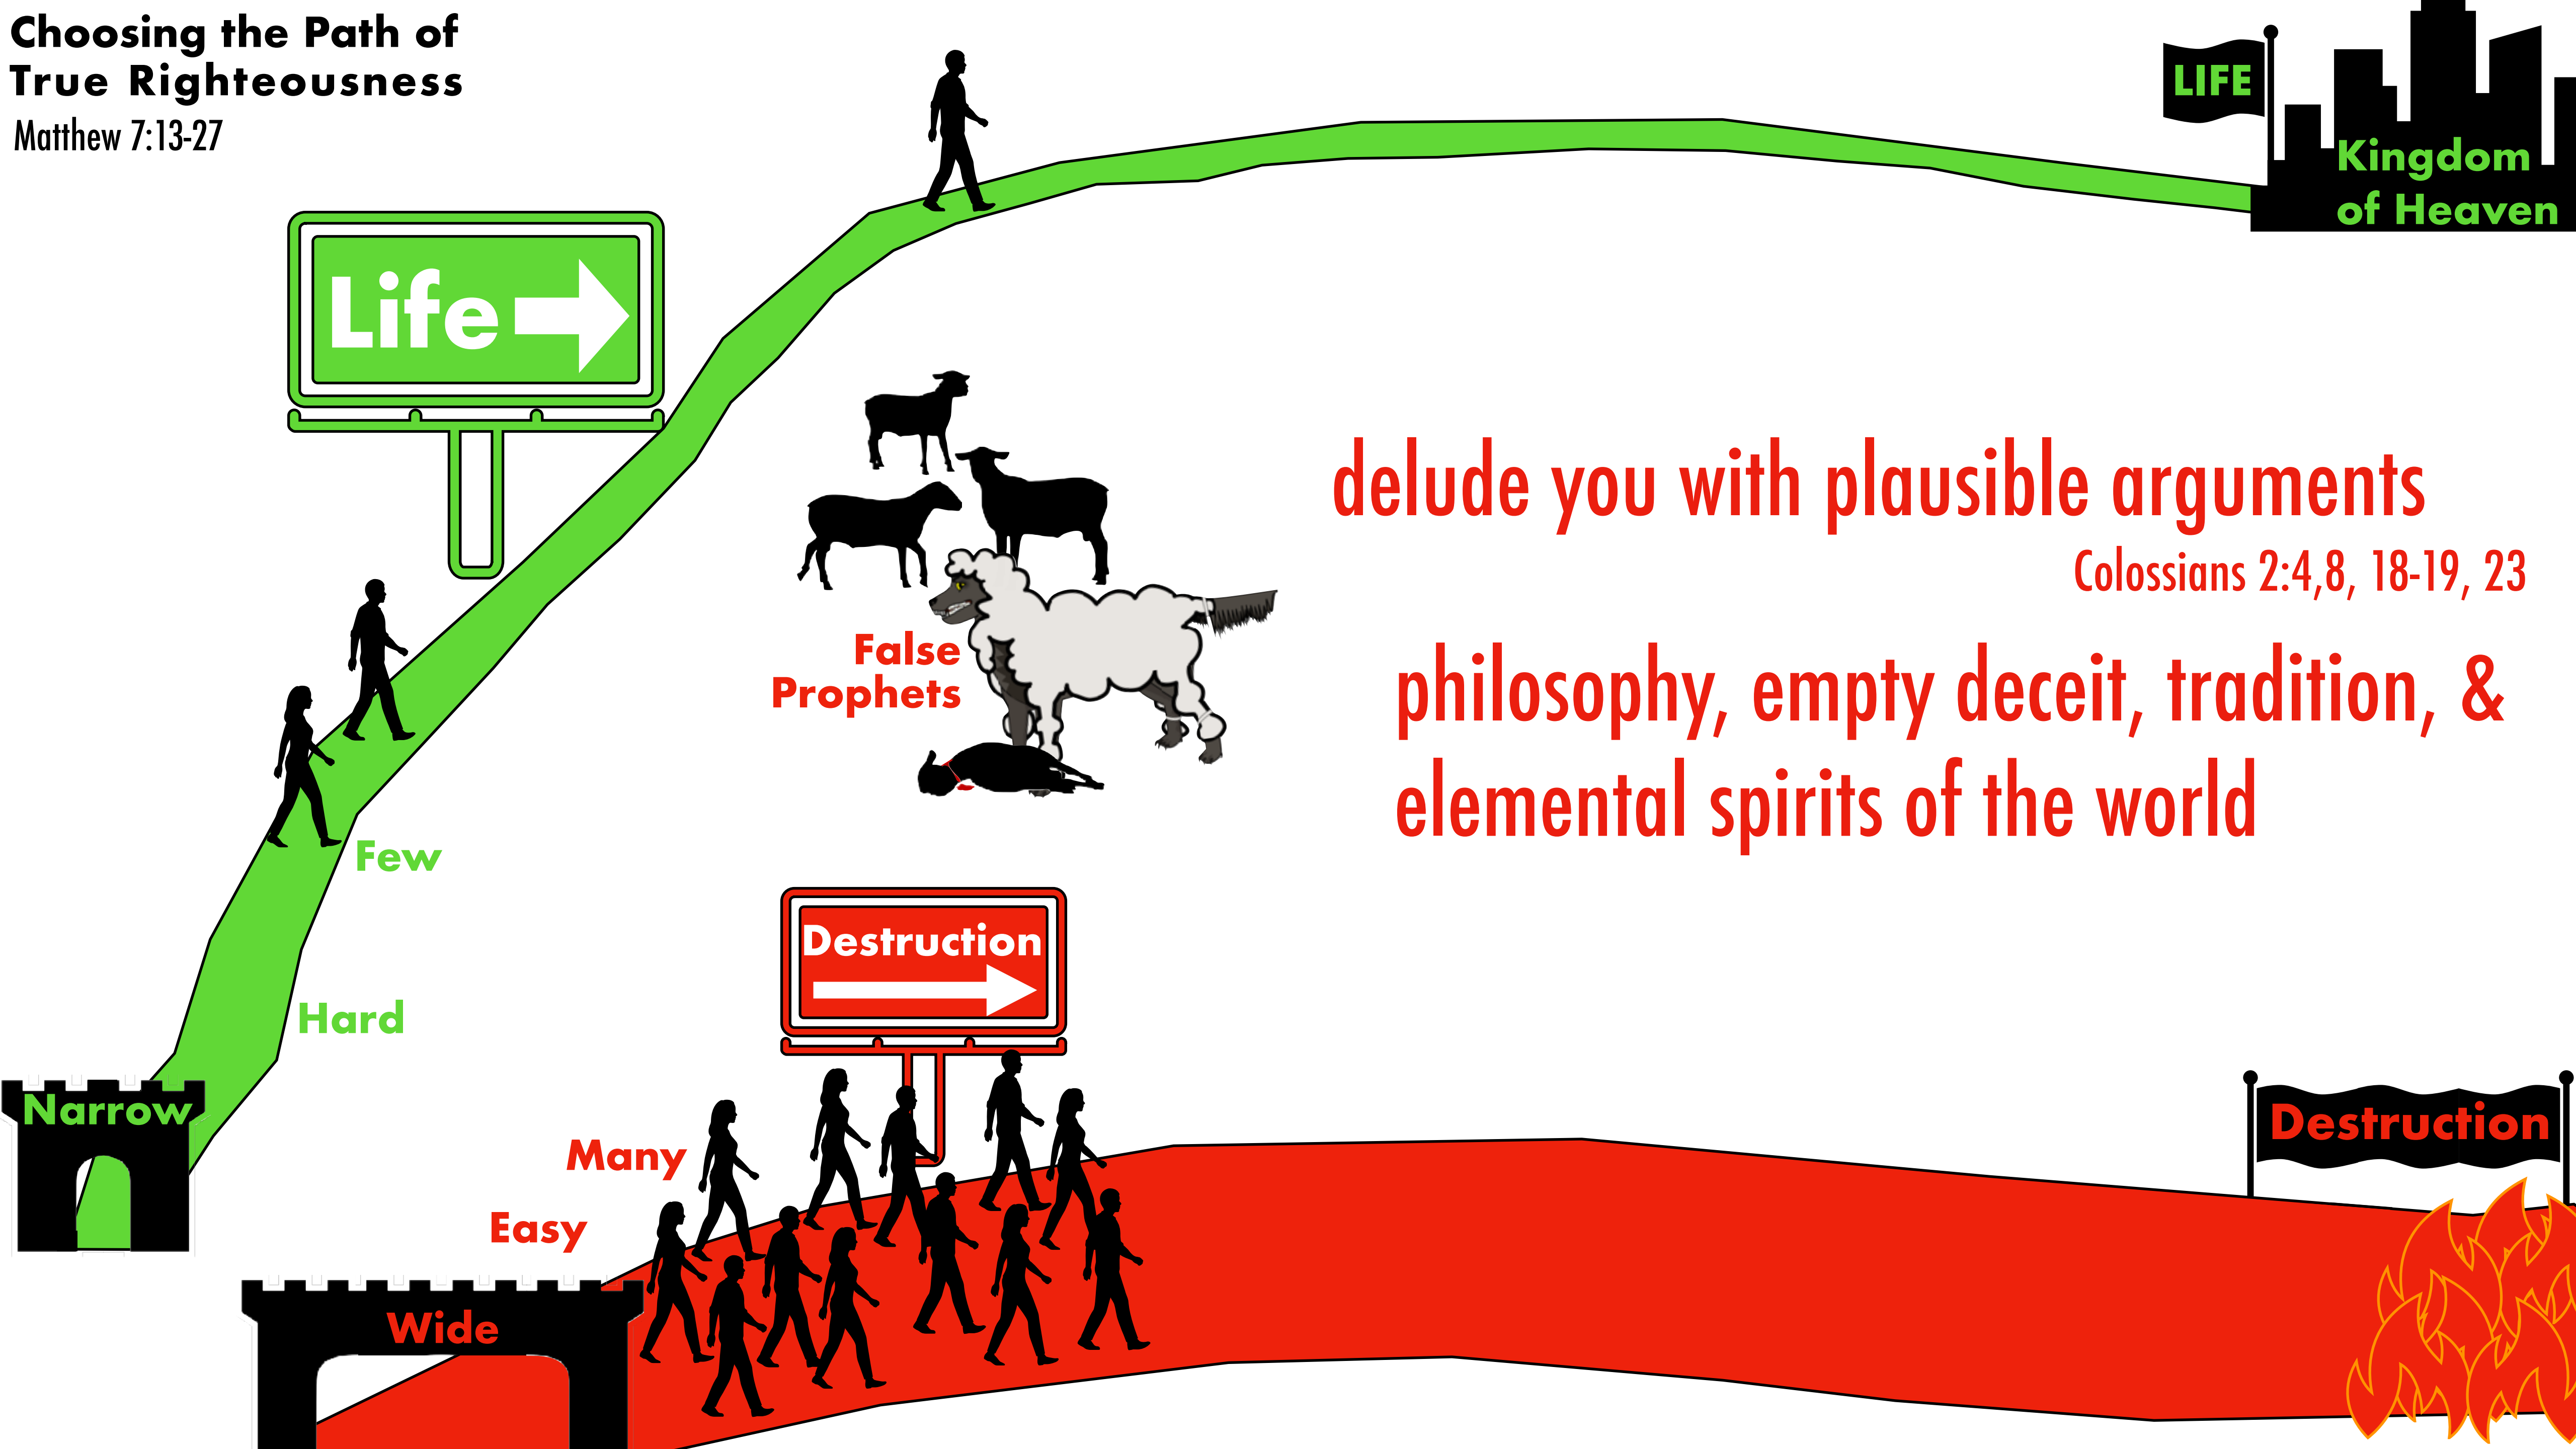 Choosing the Path of
True Righteousness
Matthew 7:13-27
LIFE
Kingdom
of Heaven
Life
delude you with plausible arguments
Colossians 2:4,8, 18-19, 23
False
Prophets
philosophy, empty deceit, tradition, &
elemental spirits of the world
Few
Destruction
Hard
Narrow
Destruction
Many
Easy
Wide